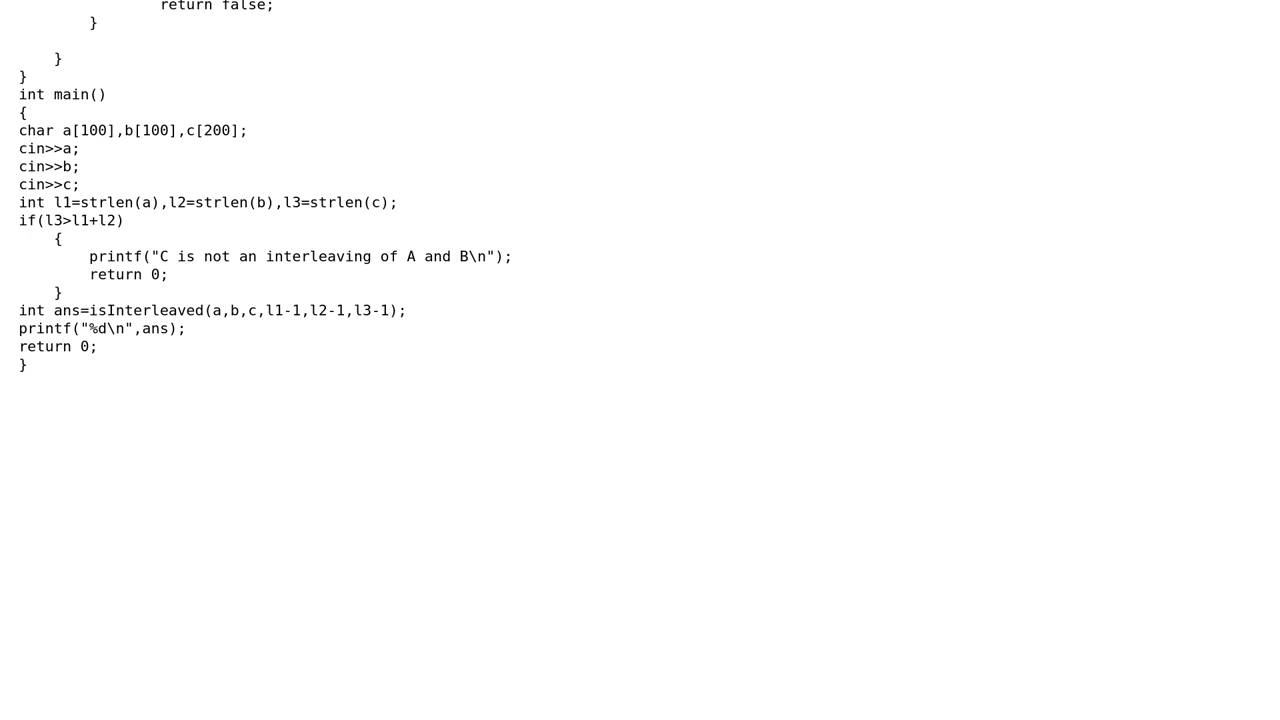 return false;
        }

    }
}
int main()
{
char a[100],b[100],c[200];
cin>>a;
cin>>b;
cin>>c;
int l1=strlen(a),l2=strlen(b),l3=strlen(c);
if(l3>l1+l2)
    {
        printf("C is not an interleaving of A and B\n");
        return 0;
    }
int ans=isInterleaved(a,b,c,l1-1,l2-1,l3-1);
printf("%d\n",ans);
return 0;
}